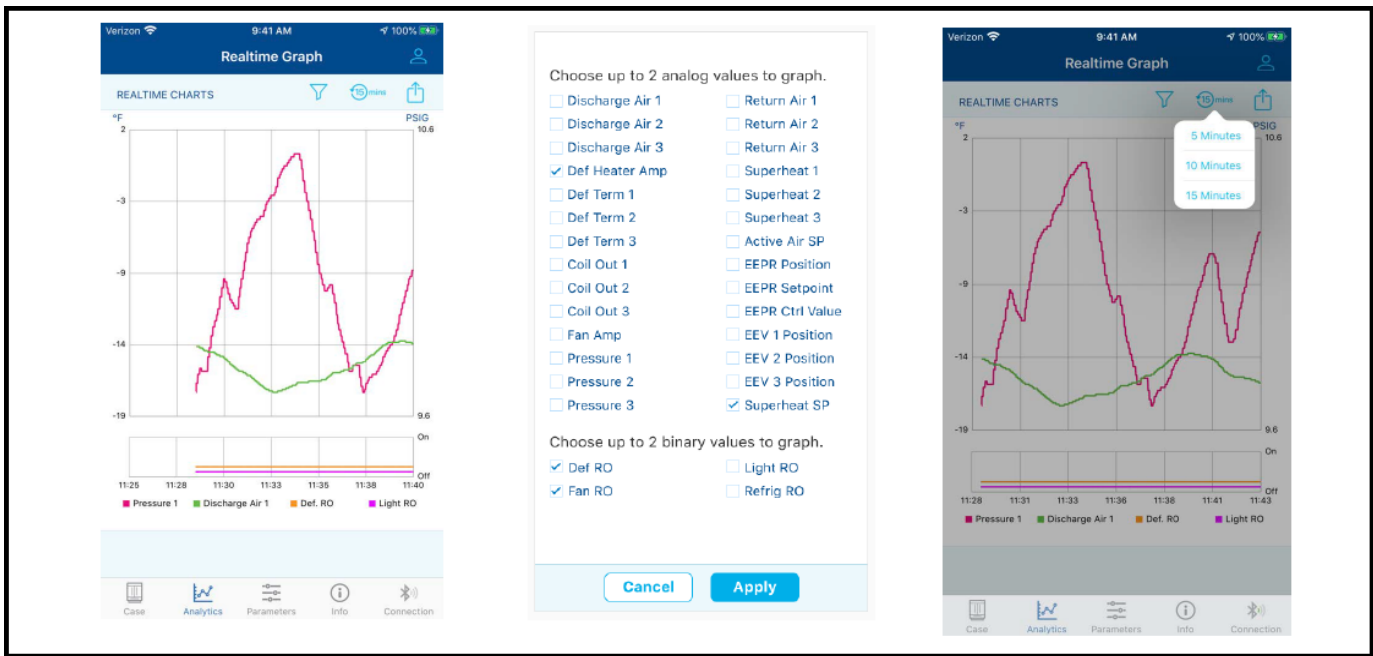 Verizon 9:41 AM 100%
Realtime Graph
REALTIME CHARTS 15 mins
°F PSIG
2 10.6
-3
-9
-14
-19 9.6
On
Off
11:25 11:28 11:30 11:33 11:35 11:38 11:40
Pressure 1 Discharge Air 1 Def. RO Light RO
Case Analytics Parameters Info Connection
Choose up to 2 analog values to graph.
Discharge Air 1 Return Air 1
Discharge Air 2 Return Air 2
Discharge Air 3 Return Air 3
Def Heater Amp Superheat 1
Def Term 1 Superheat 2
Def Term 2 Superheat 3
Def Term 3 Active Air SP
Coil Out 1 EEPR Position
Coil Out 2 EEPR Setpoint
Coil Out 3 EEPR Ctrl Value
Fan Amp EEV 1 Position
Pressure 1 EEV 2 Position
Pressure 2 EEV 3 Position
Pressure 3 Superheat SP
Choose up to 2 binary values to graph.
Def RO Light RO
Fan RO Refrig RO
Cancel Apply
Verizon 9:41 AM 100%
Realtime Graph
REALTIME CHARTS 15 mins
°F PSIG
2 10.6
5 Minutes
10 Minutes
15 Minutes
-3
-9
-14
-19 9.6
On
Off
11:28 11:31 11:33 11:36 11:38 11:41 11:43
Pressure 1 Discharge Air 1 Def. RO Light RO
Case Analytics Parameters Info Connection